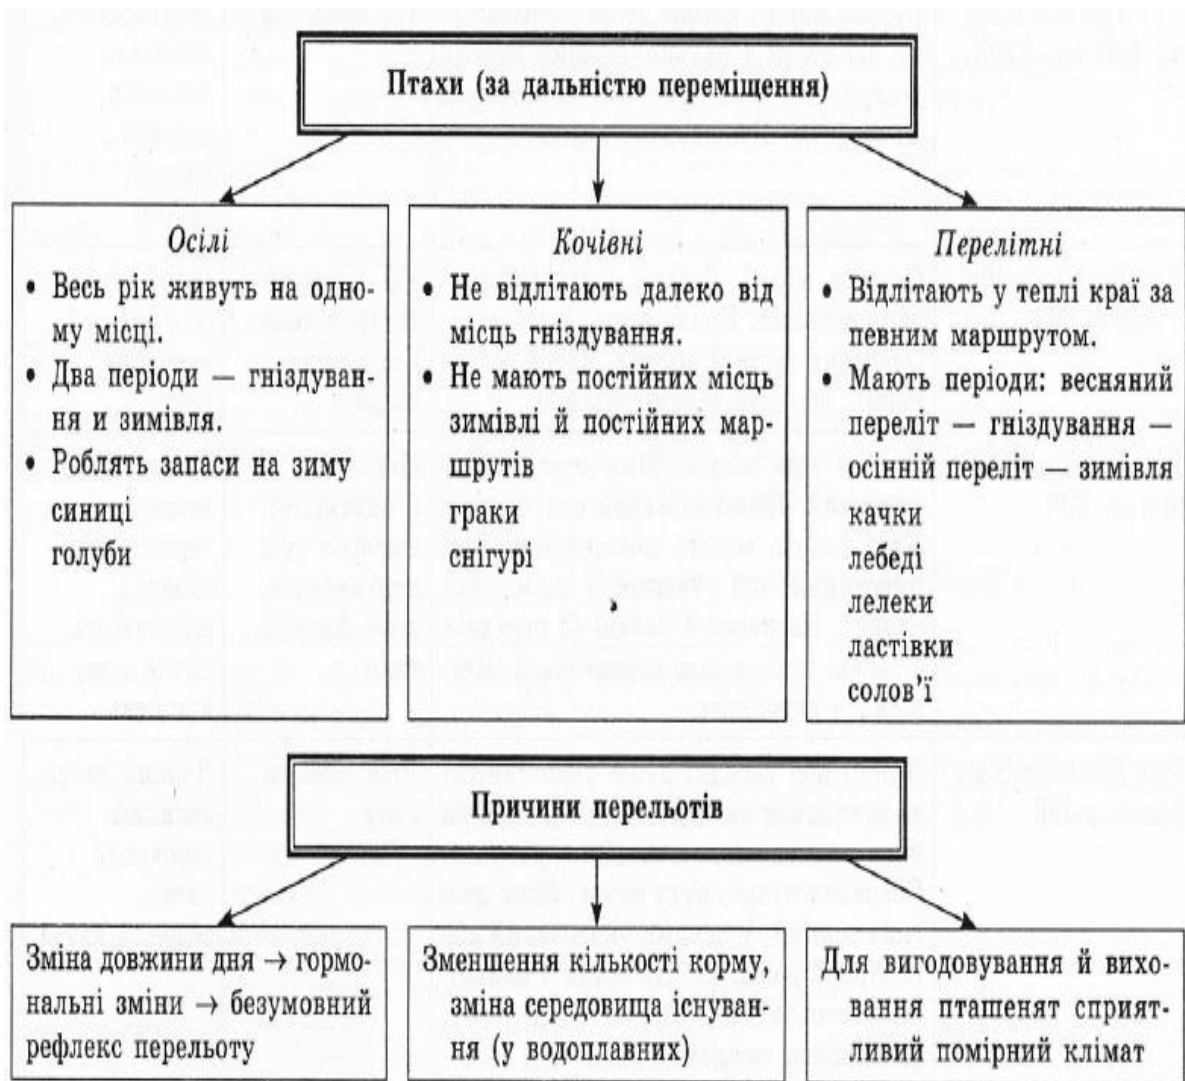 Птахи (за дальністю переміщення)
Осілі
• Весь рік живуть на одно-
му місці.
• Два періоди — гніздуван-
ня и зимівля.
• Роблять запаси на зиму
синиці
голуби
Кочівні
• Не відлітають далеко від
місць гніздування.
• Не мають постійних місць
зимівлі й постійних мар-
шрутів
граки
снігурі
Перелітні
• Відлітають у теплі краї за
певним маршрутом.
• Мають періоди: весняний
переліт — гніздування —
осінній переліт — зимівля
качки
лебеді
лелеки
ластівки
солов’ї
Причини перельотів
Зміна довжини дня → гормо-
нальні зміни → безумовний
рефлекс перельоту
Зменшення кількості корму,
зміна середовища існуван-
ня (у водоплавних)
Для вигодовування й вихо-
вання пташенят сприят-
ливий помірний клімат